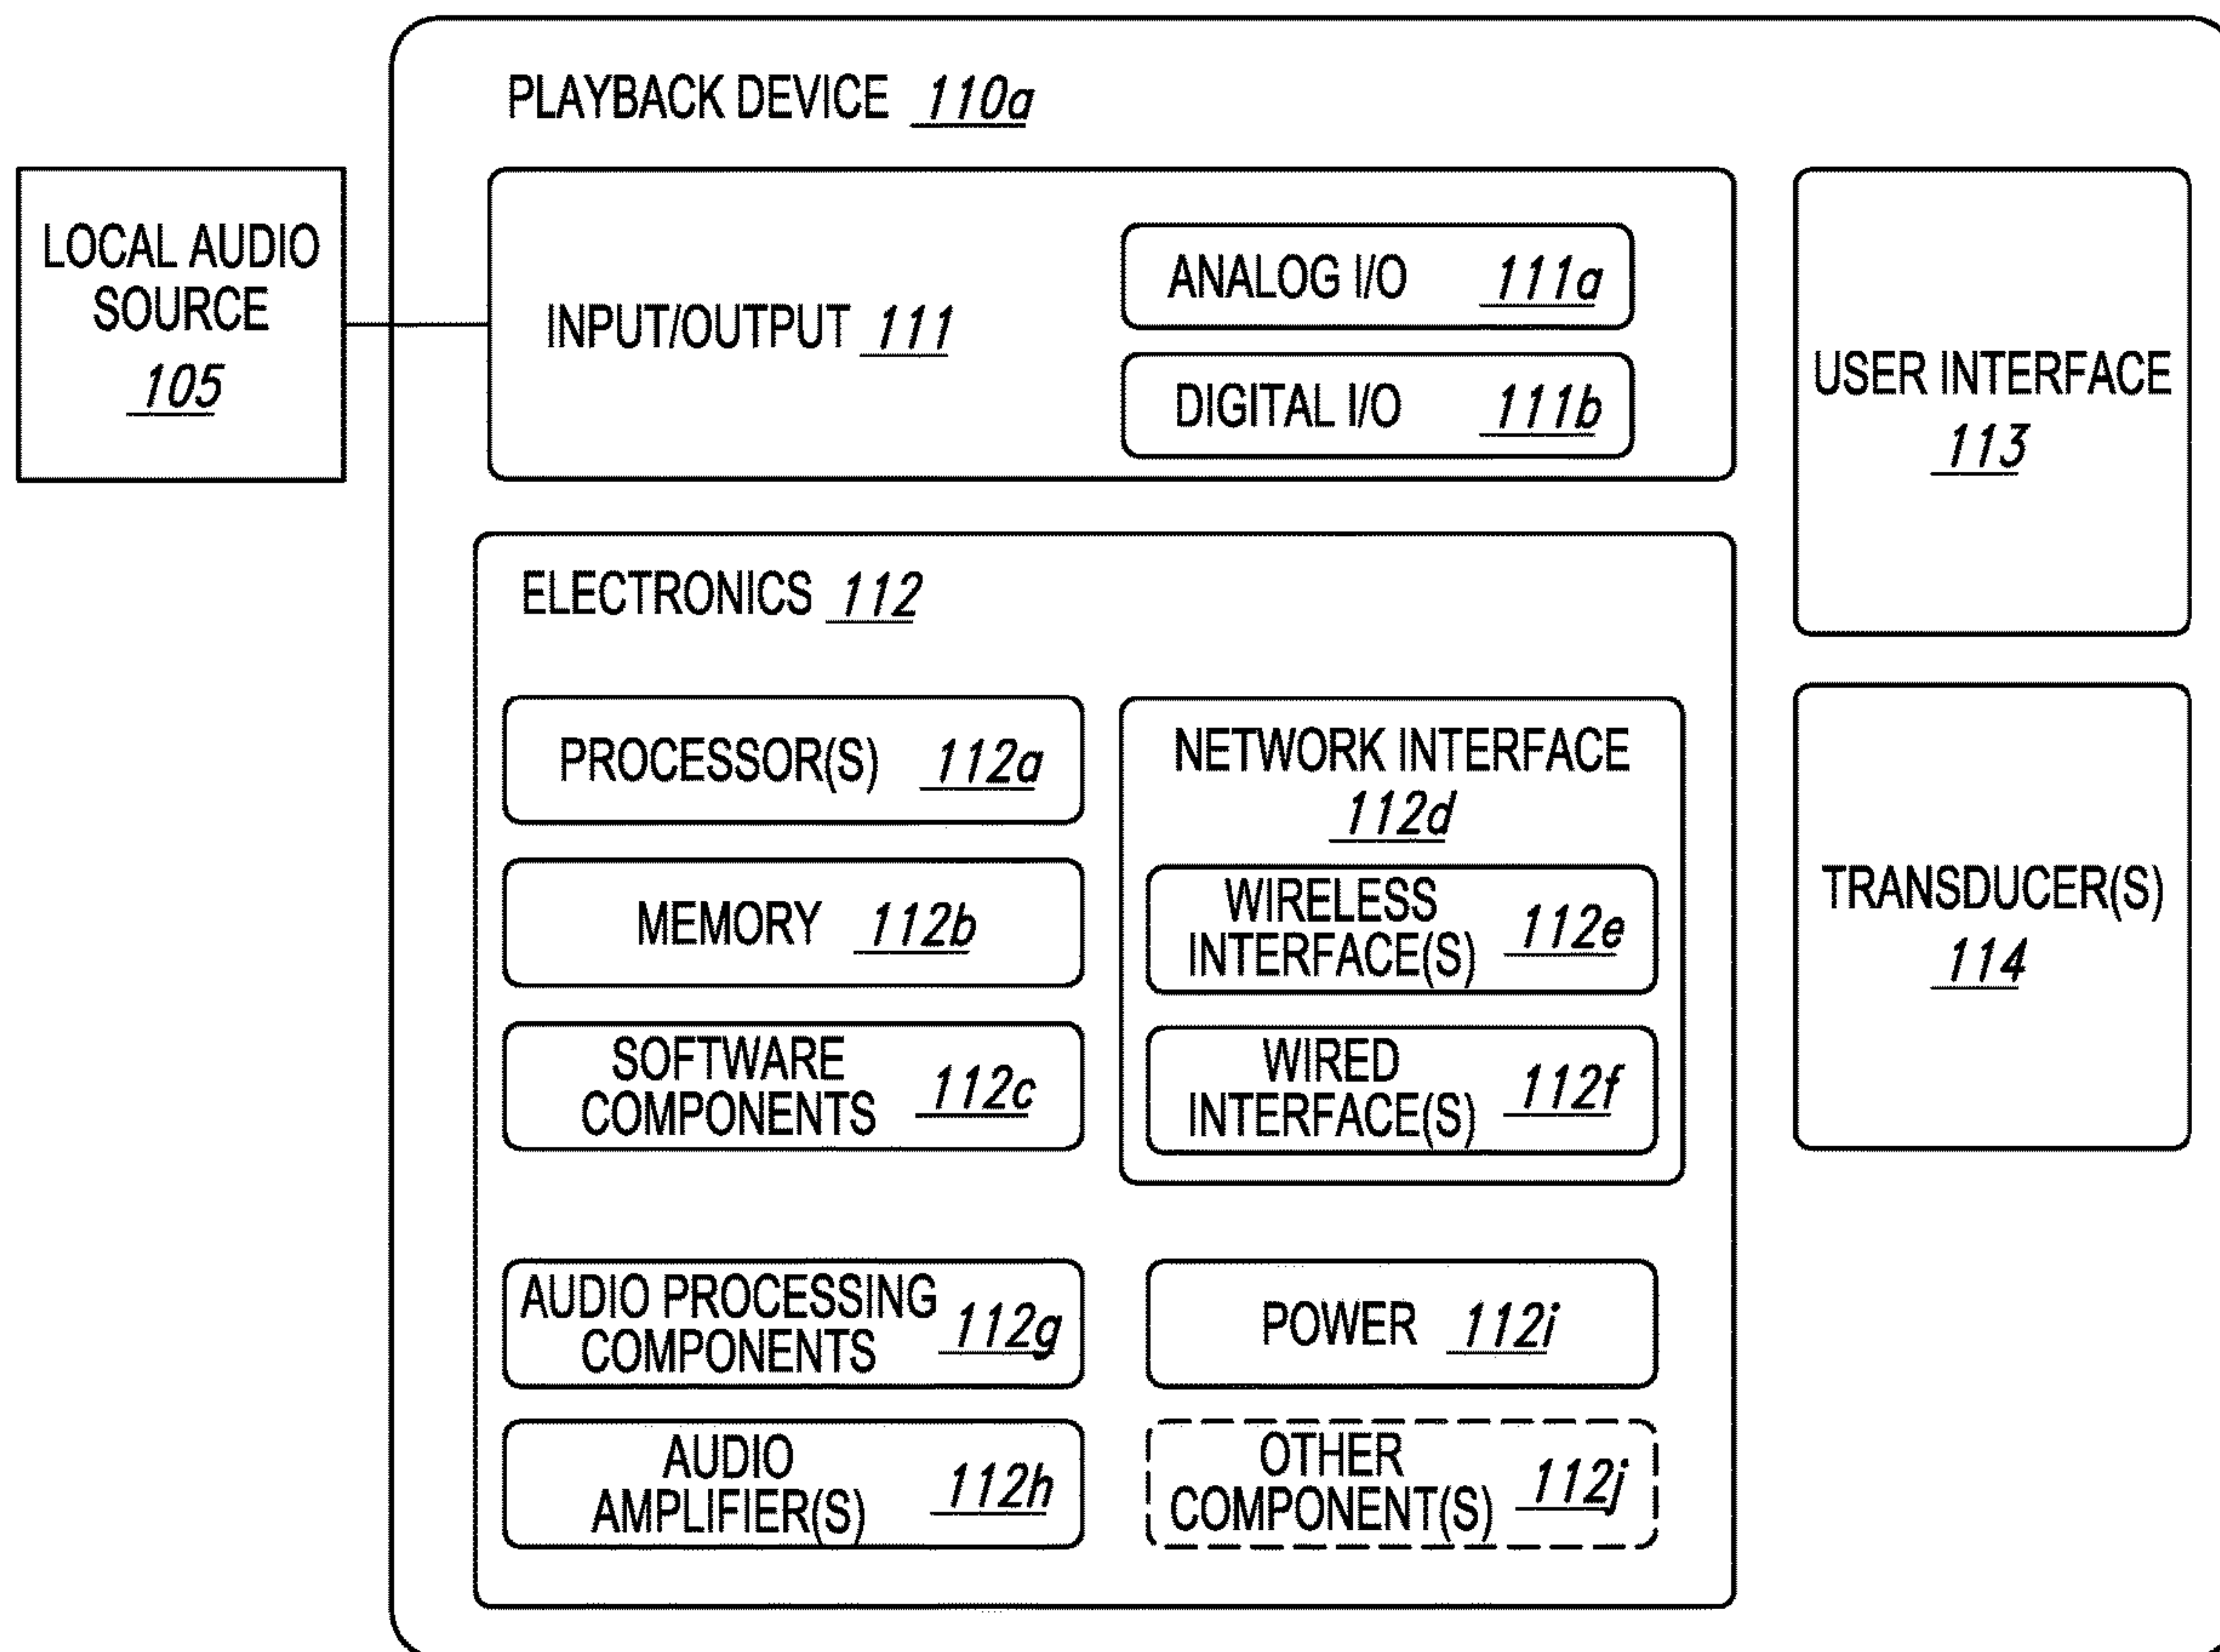 PLAYBACK DEVICE 110a
LOCAL AUDIO
SOURCE
105
INPUT/OUTPUT 111
ANALOG I/O 111a
DIGITAL I/O 111b
USER INTERFACE
113
ELECTRONICS 112
PROCESSOR(S) 112a
MEMORY 112b
SOFTWARE
COMPONENTS 112c
NETWORK INTERFACE
112d
WIRELESS
INTERFACE(S) 112e
WIRED
INTERFACE(S) 112f
TRANSDUCER(S)
114
AUDIO PROCESSING
COMPONENTS 112g
POWER 112i
AUDIO
AMPLIFIER(S) 112h
OTHER
COMPONENT(S) 112j